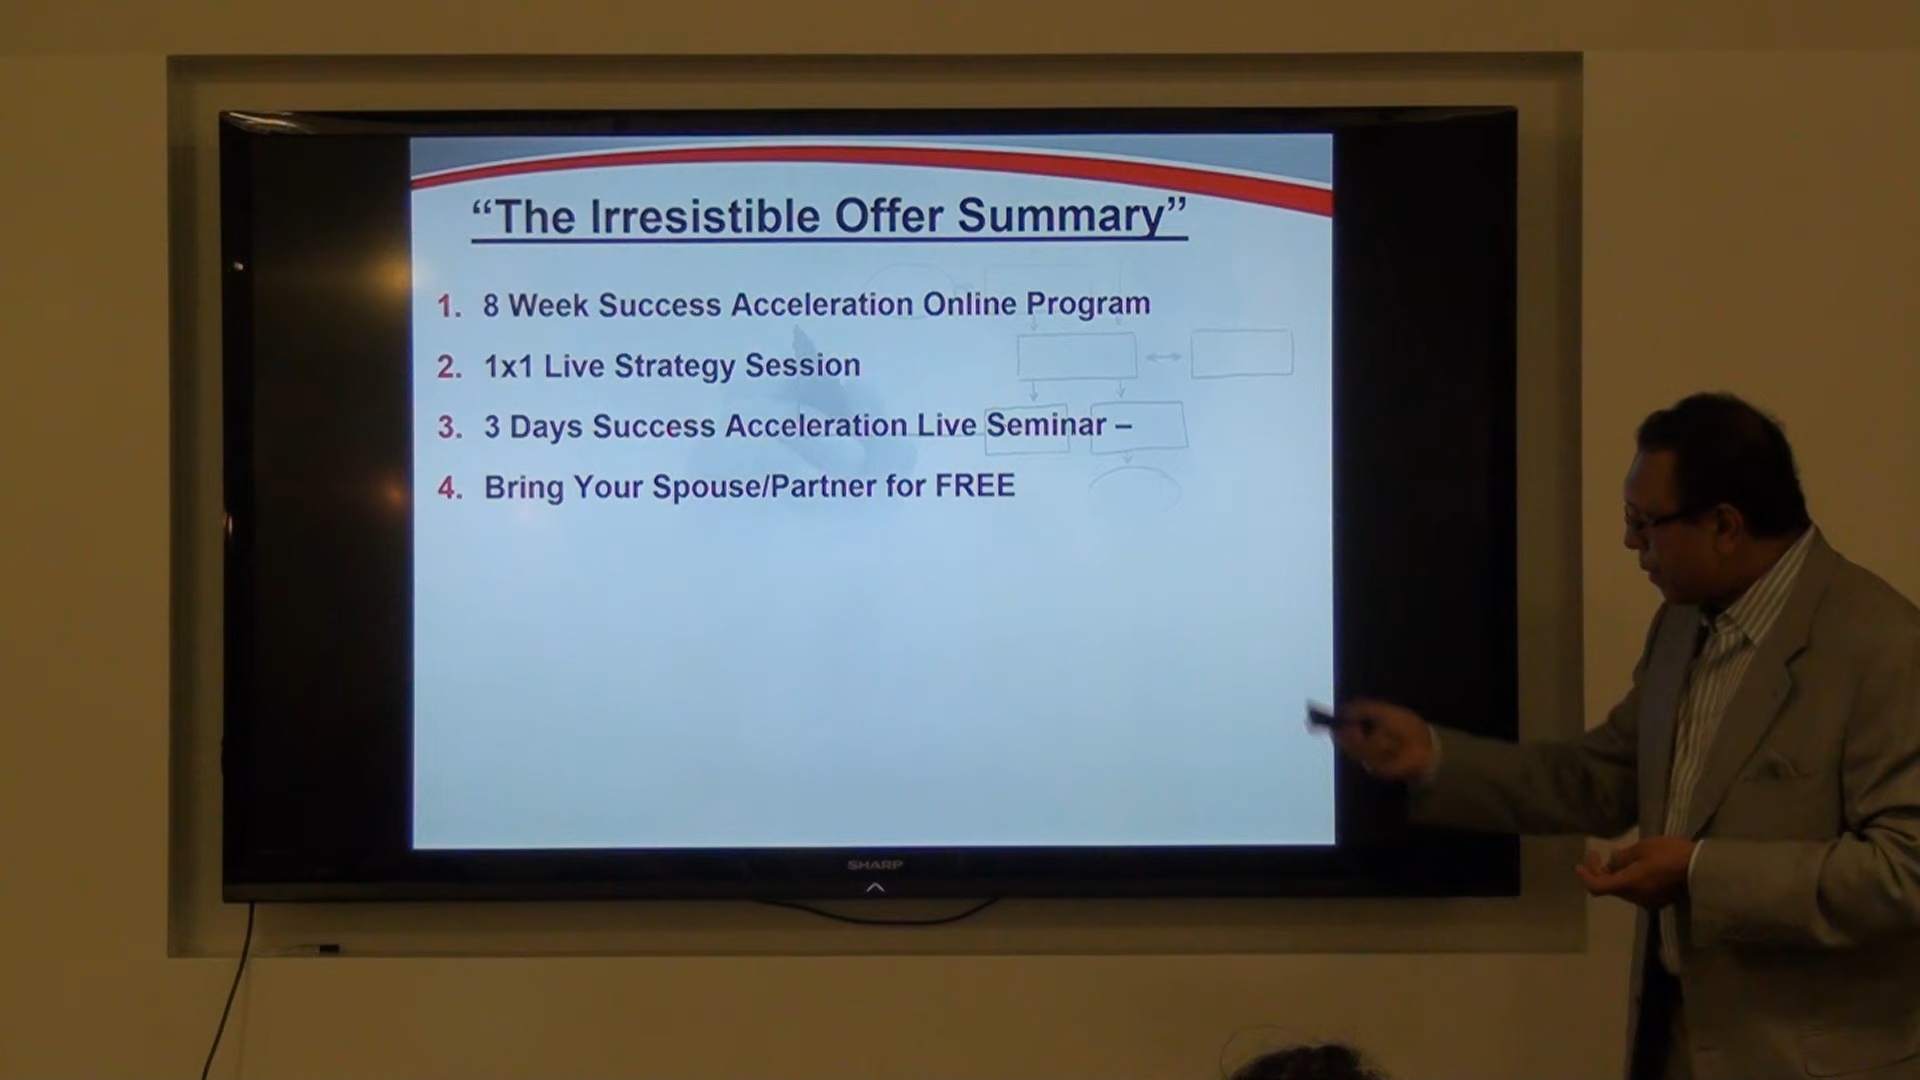 “The Irresistible Offer Summary”
1. 8 Week Success Acceleration Online Program
2. 1x1 Live Strategy Session
3. 3 Days Success Acceleration Live Seminar –
4. Bring Your Spouse/Partner for FREE
SHARP